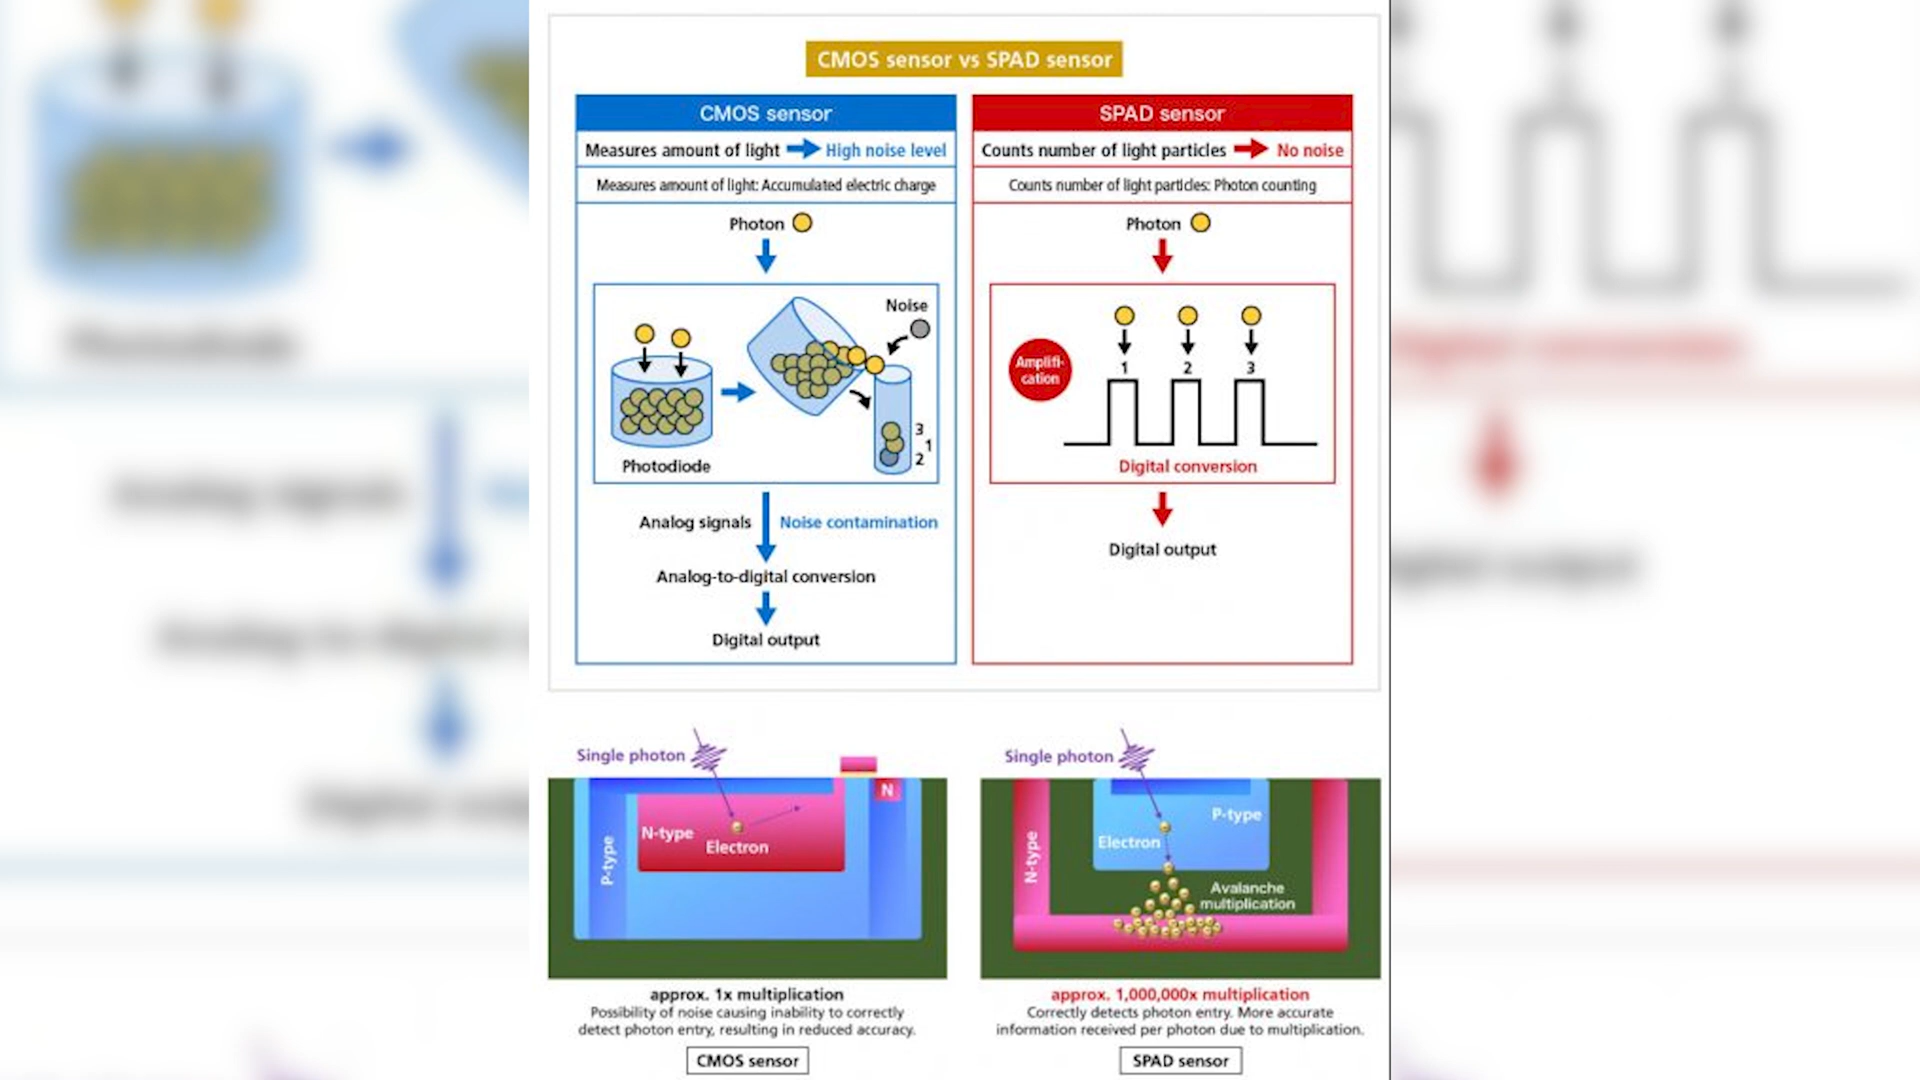 CMOS sensor vs SPAD sensor
CMOS sensor
Measures amount of light High noise level
Measures amount of light: Accumulated electric charge
Photon
Noise
3
1
2
Photodiode
Analog signals Noise contamination
Analog-to-digital conversion
Digital output
SPAD sensor
Counts number of light particles No noise
Counts number of light particles: Photon counting
Photon
Amplifi-
cation
1 2 3
Digital conversion
Digital output
Single photon
N
N-type
Electron
P-type
approx. 1x multiplication
Possibility of noise causing inability to correctly
detect photon entry, resulting in reduced accuracy.
CMOS sensor
Single photon
P-type
Electron
N-type
Avalanche
multiplication
approx. 1,000,000x multiplication
Correctly detects photon entry. More accurate
information received per photon due to multiplication.
SPAD sensor